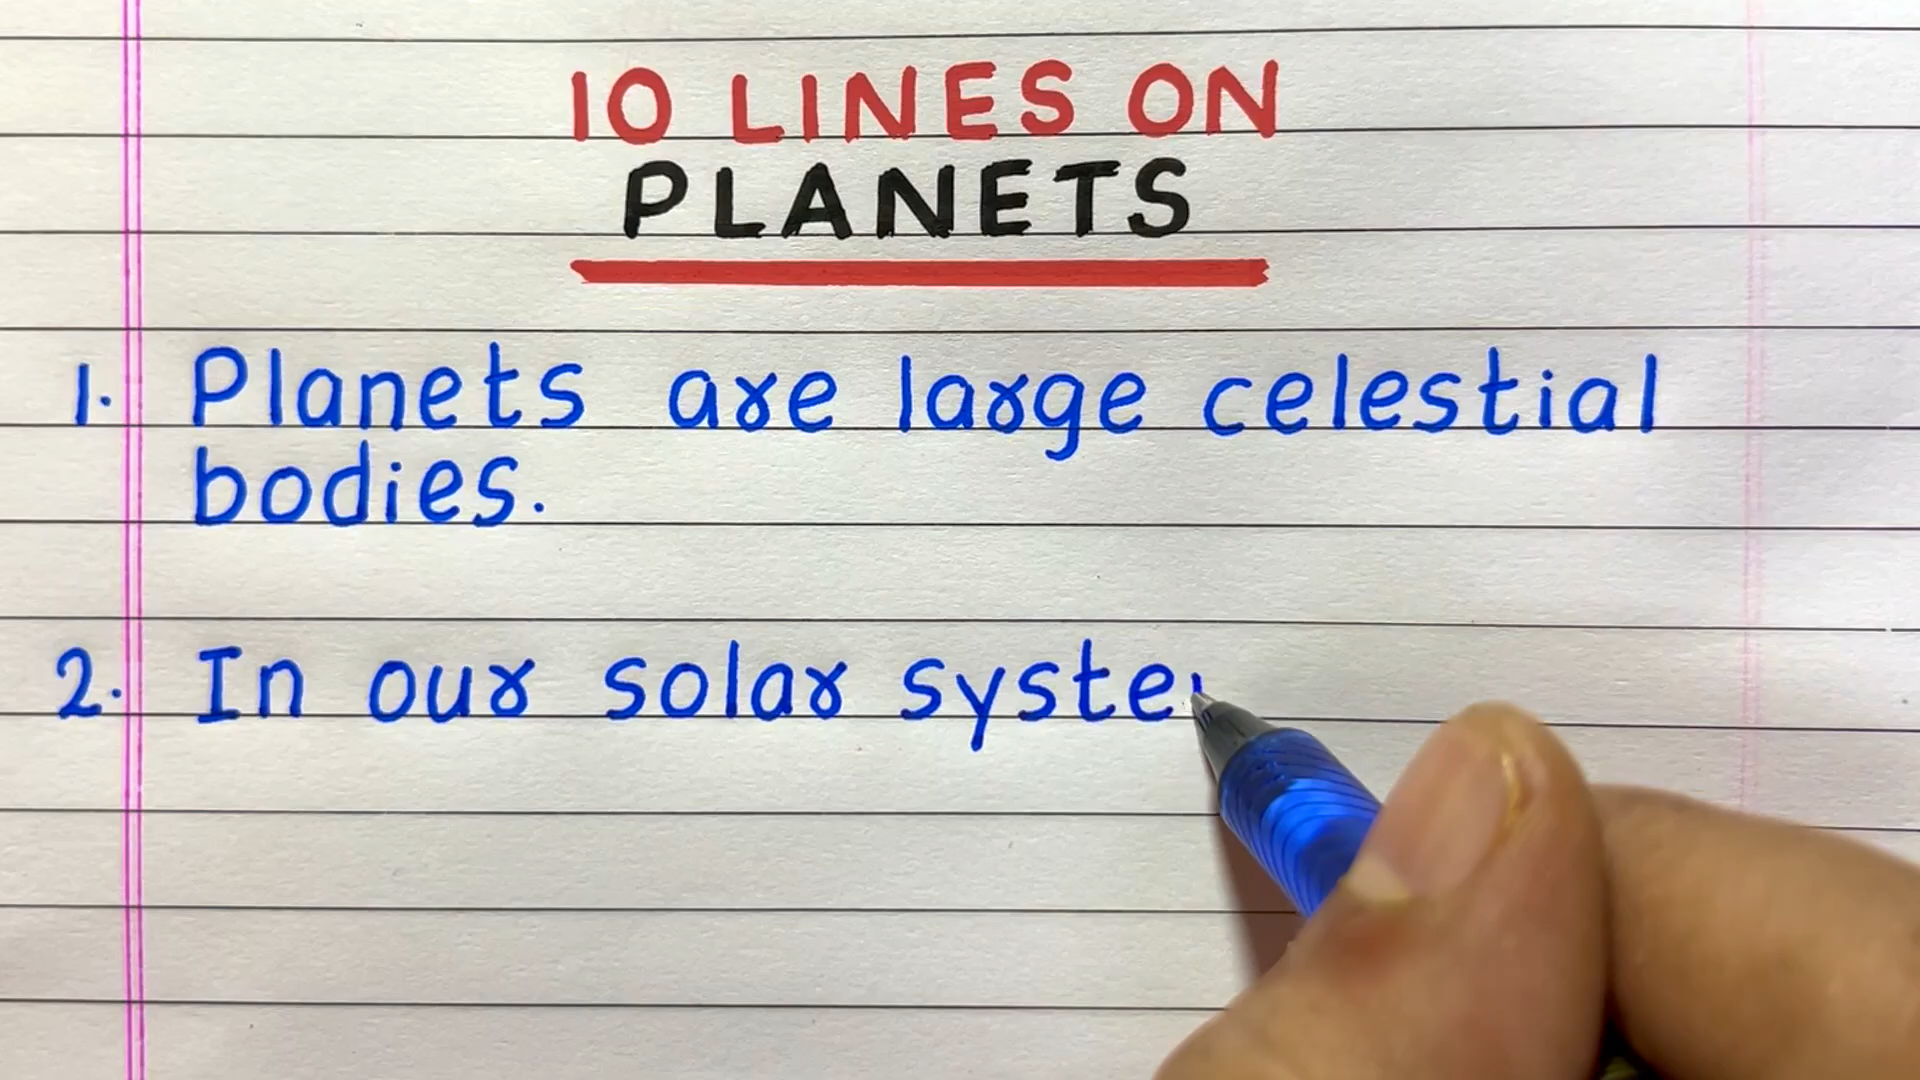 10 LINES ON
PLANETS
1. Planets are large celestial
bodies.
2. In our solar syste